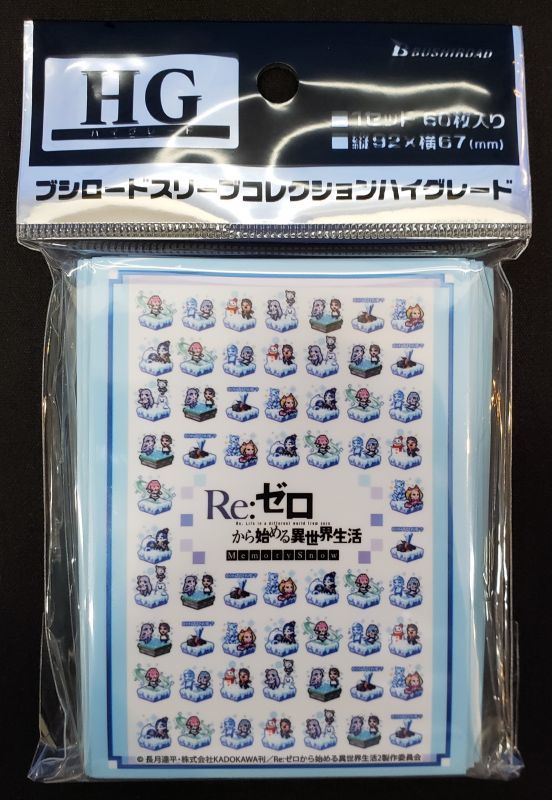 BUSHIROAD
HG
ハイグレード
■1セット 60枚入り
■縦92×横67(mm)
ブシロードスリーブコレクションハイグレード
Re:ゼロ
Re: Life in a different world from zero
から始める異世界生活
MemorySnow
© 長月達平・株式会社KADOKAWA刊/Re:ゼロから始める異世界生活2製作委員会